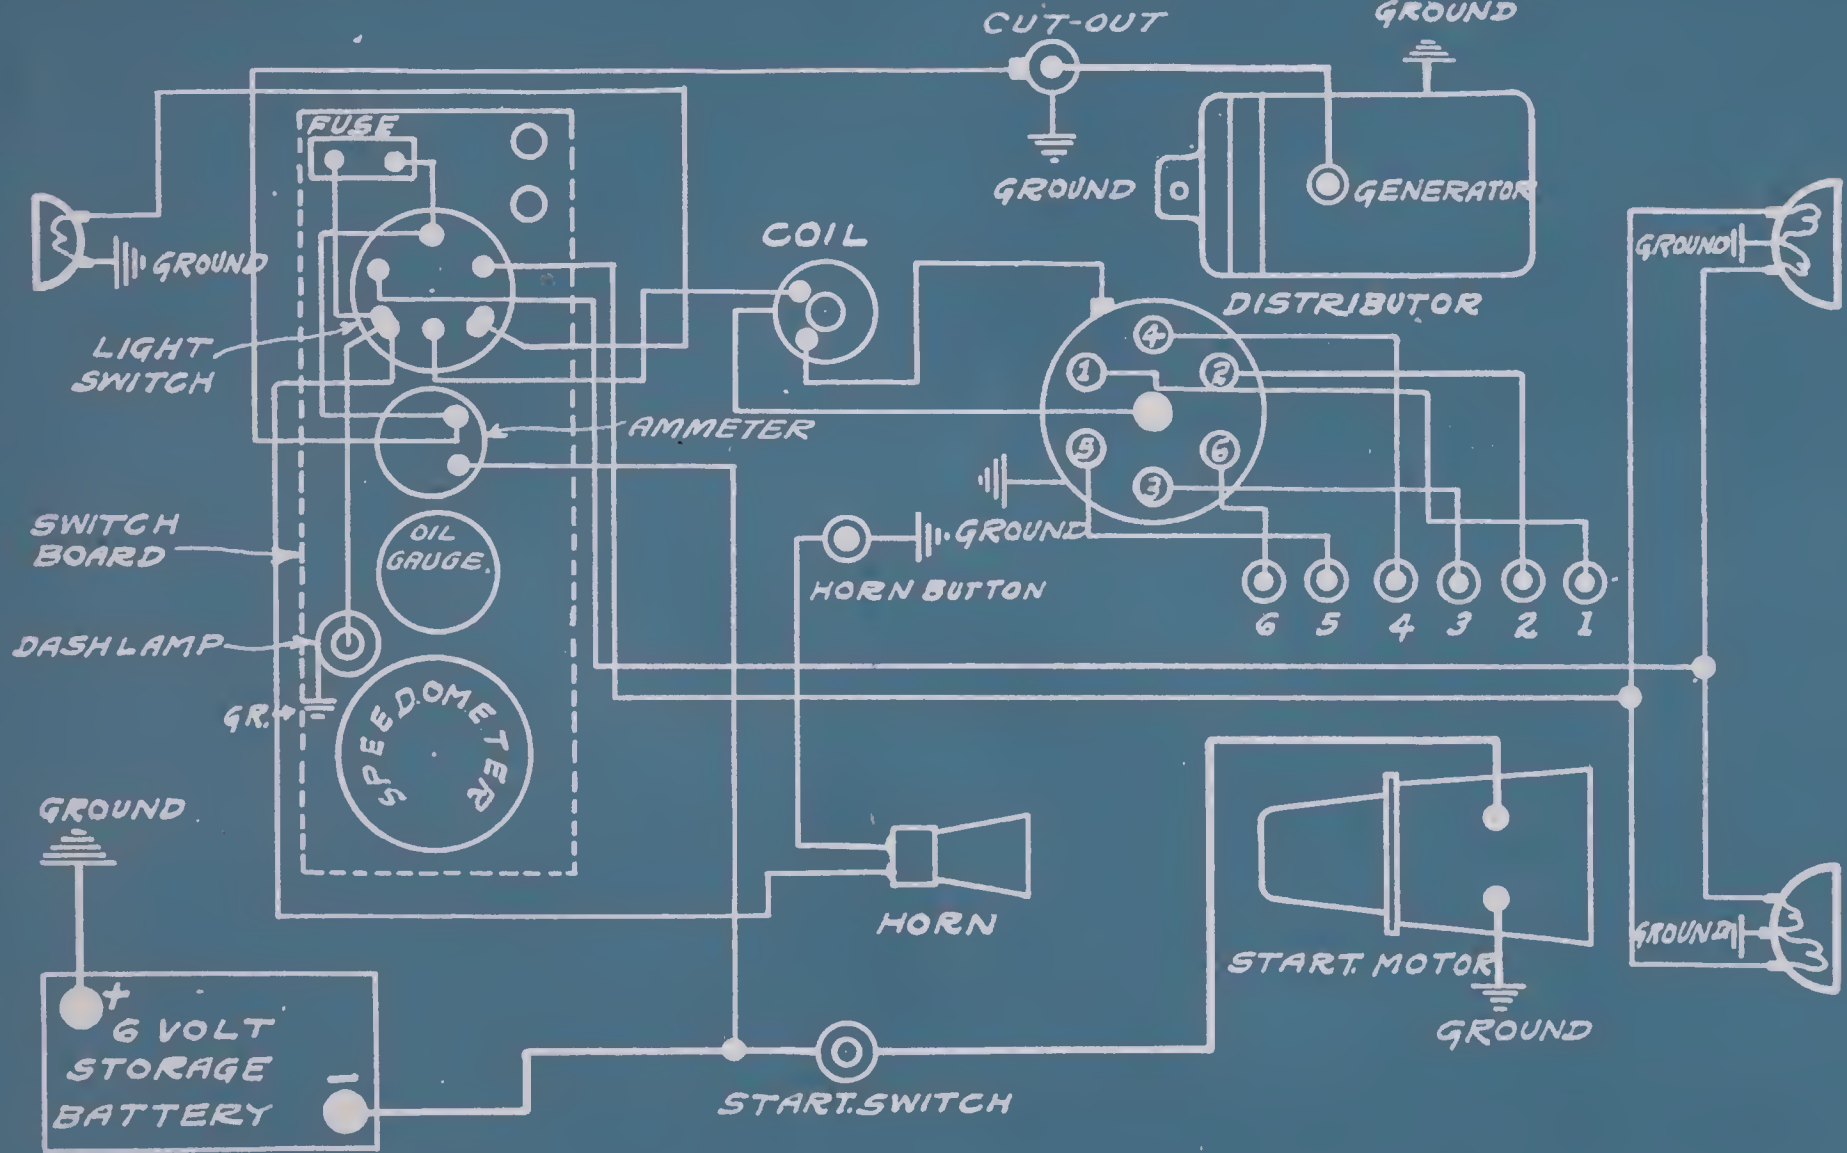 CUT-OUT
GROUND
FUSE
GROUND
GENERATOR
GROUND
COIL
GROUND
DISTRIBUTOR
LIGHT
SWITCH
4
1
2
AMMETER
5
6
3
SWITCH
BOARD
OIL
GAUGE.
GROUND
HORN BUTTON
6 5 4 3 2 1
DASH LAMP
GR.
SPEEDOMETER
GROUND
HORN
GROUND
START. MOTOR
+
6 VOLT
STORAGE
BATTERY
–
GROUND
START. SWITCH